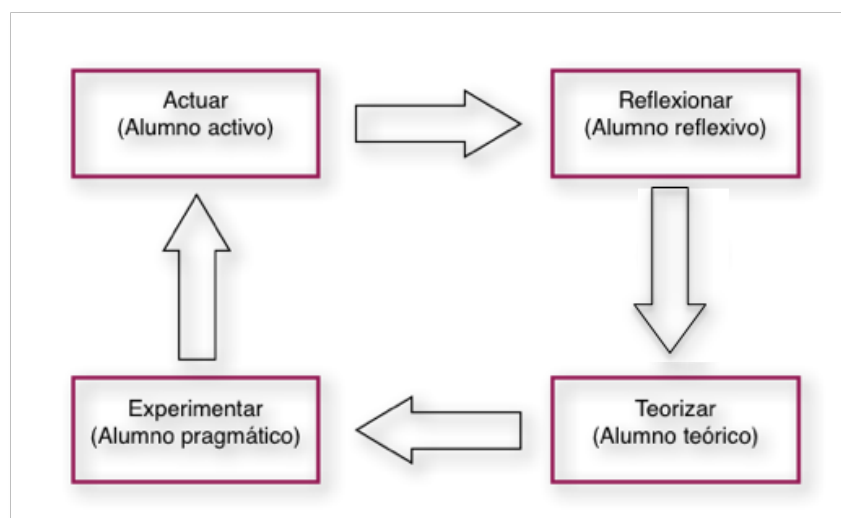 Actuar
(Alumno activo)
Reflexionar
(Alumno reflexivo)
Experimentar
(Alumno pragmático)
Teorizar
(Alumno teórico)